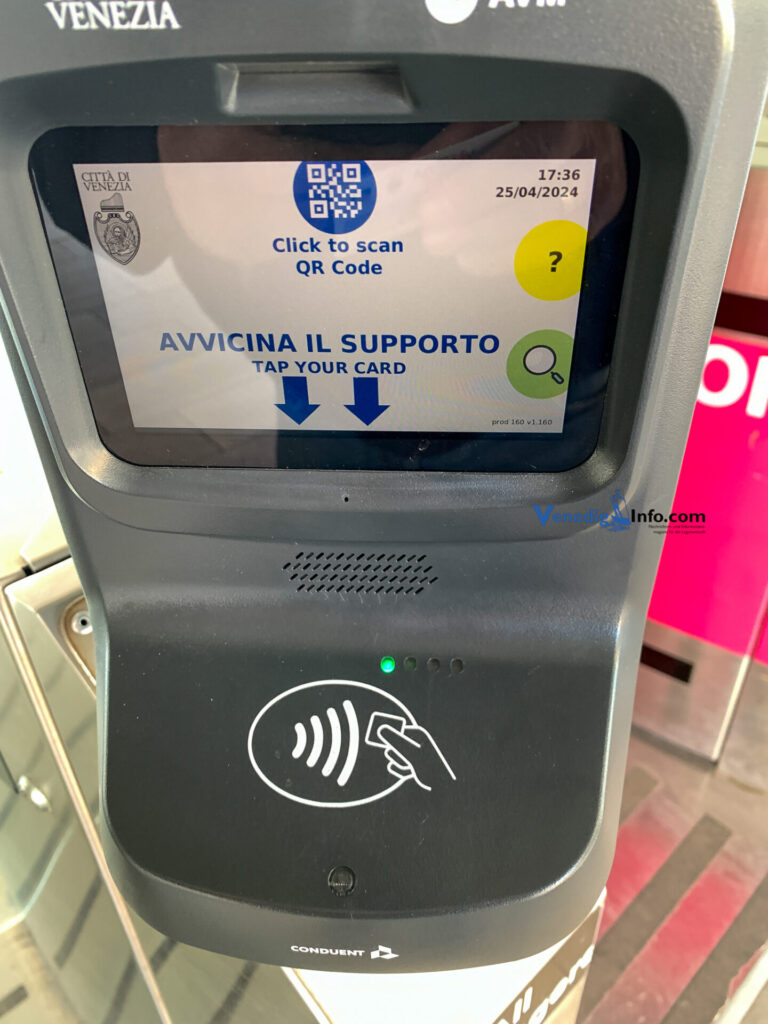 VENEZIA
AVM
CITTÀ DI
VENEZIA
17:36
25/04/2024
Click to scan
QR Code
?
AVVICINA IL SUPPORTO
TAP YOUR CARD
prod 160 v1.160
VenedigInfo.com
CONDUENT